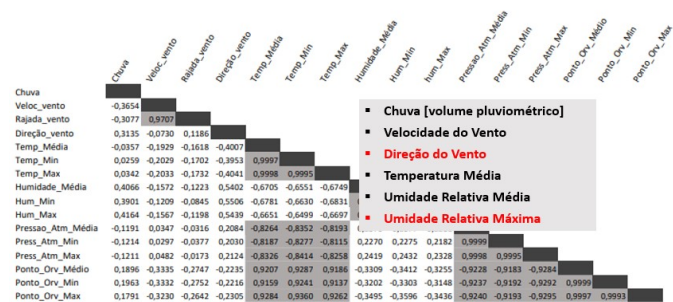 Chuva Veloc_vento Rajada_vento Direção_vento Temp_Média Temp_Min Temp_Max Humidade_Média Hum_Min hum_Max Pressao_Atm_Média Press_Atm_Min Press_Atm_Max Ponto_Orv_Médio Ponto_Orv_Min Ponto_Orv_Max
Chuva
Veloc_vento -0,3654
Rajada_vento -0,3077 0,9707
Direção_vento 0,3135 -0,0730 0,1186
Temp_Média -0,0357 -0,1929 -0,1618 -0,4007
Temp_Min 0,0259 -0,2029 -0,1702 -0,3953 0,9997
Temp_Max 0,0342 -0,2033 -0,1732 -0,4041 0,9998 0,9995
Humidade_Média 0,4066 -0,1572 -0,1223 0,5402 -0,6705 -0,6551 -0,6749
Hum_Min 0,3901 -0,1209 -0,0845 0,5506 -0,6781 -0,6630 -0,6831
Hum_Max 0,4164 -0,1567 -0,1198 0,5439 -0,6651 -0,6499 -0,6697
Pressao_Atm_Média -0,1191 0,0347 -0,0316 0,2084 -0,8264 -0,8352 -0,8193
Press_Atm_Min -0,1214 0,0297 -0,0377 0,2030 -0,8187 -0,8277 -0,8115 0,2270 0,2275 0,2182 0,9999
Press_Atm_Max -0,1211 0,0482 -0,0173 0,2124 -0,8326 -0,8414 -0,8258 0,2419 0,2432 0,2328 0,9998 0,9995
Ponto_Orv_Médio 0,1896 -0,3335 -0,2747 -0,2235 0,9207 0,9287 0,9186 -0,3309 -0,3412 -0,3255 -0,9228 -0,9183 -0,9284
Ponto_Orv_Min 0,1963 -0,3332 -0,2752 -0,2216 0,9159 0,9241 0,9137 -0,3202 -0,3303 -0,3148 -0,9237 -0,9192 -0,9292 0,9999
Ponto_Orv_Max 0,1791 -0,3230 -0,2642 -0,2305 0,9284 0,9360 0,9262 -0,3495 -0,3596 -0,3436 -0,9240 -0,9193 -0,9295 0,9997 0,9993
▪ Chuva [volume pluviométrico]
▪ Velocidade do Vento
▪ Direção do Vento
▪ Temperatura Média
▪ Umidade Relativa Média
▪ Umidade Relativa Máxima